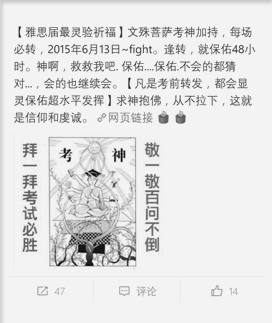 【雅思届最灵验祈福】文殊菩萨考神加持，每场
必转，2015年6月13日~fight。逢转，就保佑48小
时。神啊，救救我吧. 保佑....保佑.不会的都猜
对...，会的也继续会。【凡是考前转发，都会显
灵保佑超水平发挥】求神抱佛，从不拉下，这就
是信仰和虔诚。网页链接
拜一拜考试必胜
考神
敬一敬百问不倒
47
评论
14